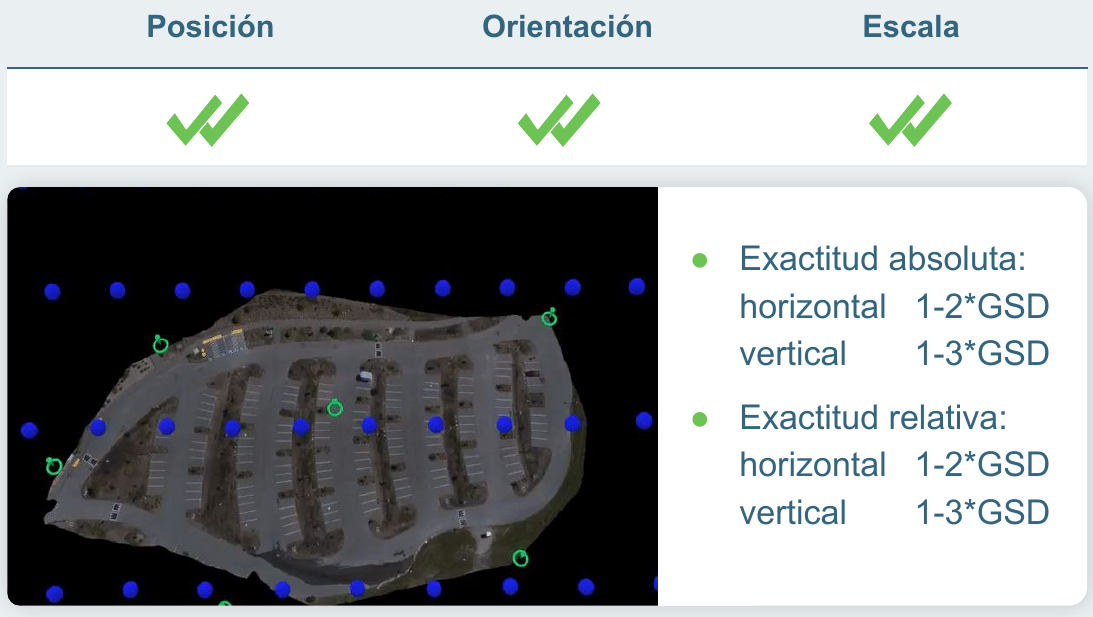 Posición Orientación Escala
Exactitud absoluta:
horizontal 1-2*GSD
vertical 1-3*GSD
Exactitud relativa:
horizontal 1-2*GSD
vertical 1-3*GSD